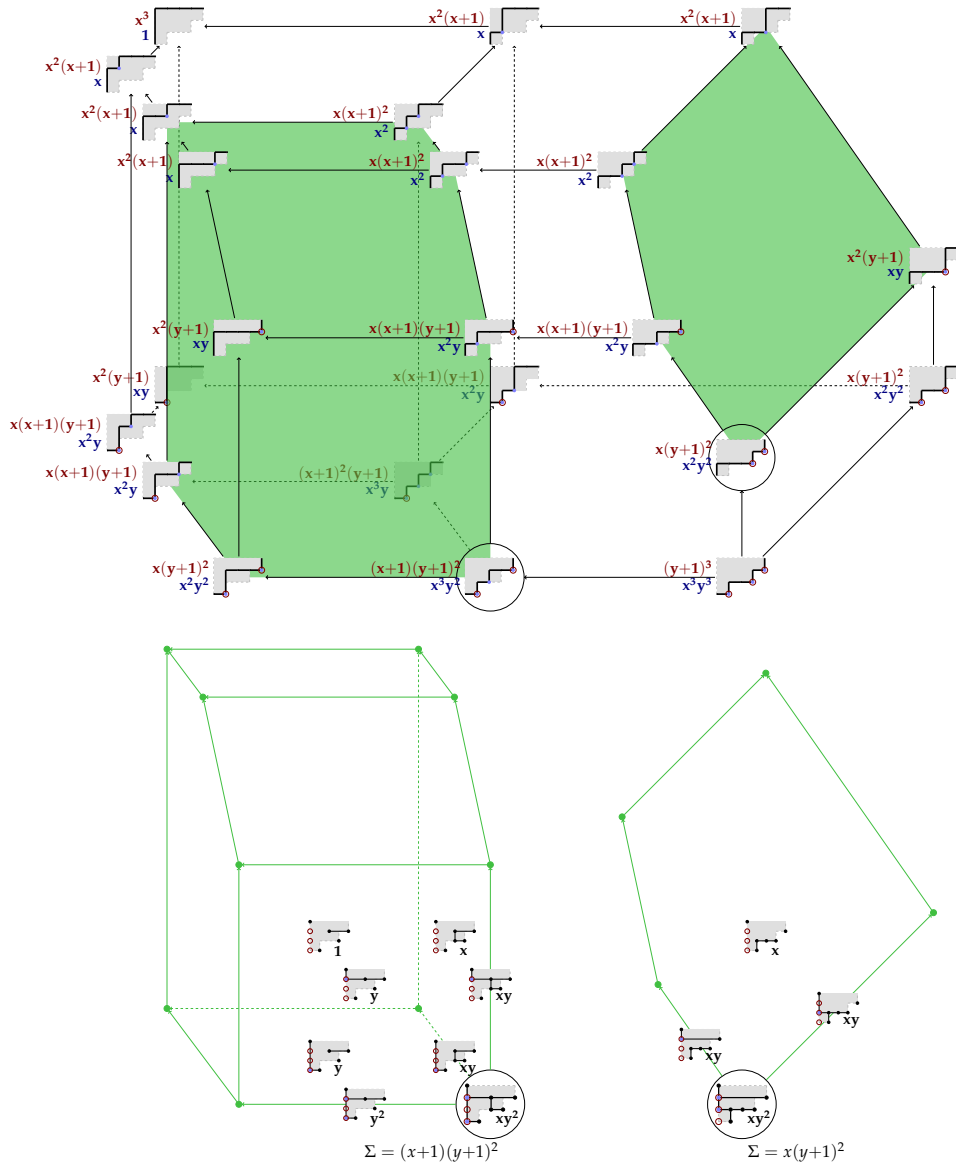 x³ x²(x+1) x²(x+1)
1 x x
x²(x+1)
x
x²(x+1) x(x+1)²
x x²
x²(x+1) x(x+1)² x(x+1)²
x x² x²
x²(y+1)
xy
x²(y+1) x(x+1)(y+1) x(x+1)(y+1)
xy x²y x²y
x²(y+1) x(x+1)(y+1) x(y+1)²
xy x²y x²y²
x(x+1)(y+1)
x²y
x(y+1)²
x²y²
x(x+1)(y+1) (x+1)²(y+1)
x²y x³y
x(y+1)² (x+1)(y+1)² (y+1)³
x²y² x³y² x³y³
1 x x
y xy
xy
y xy xy
y² xy² xy²
Σ = (x+1)(y+1)² Σ = x(y+1)²